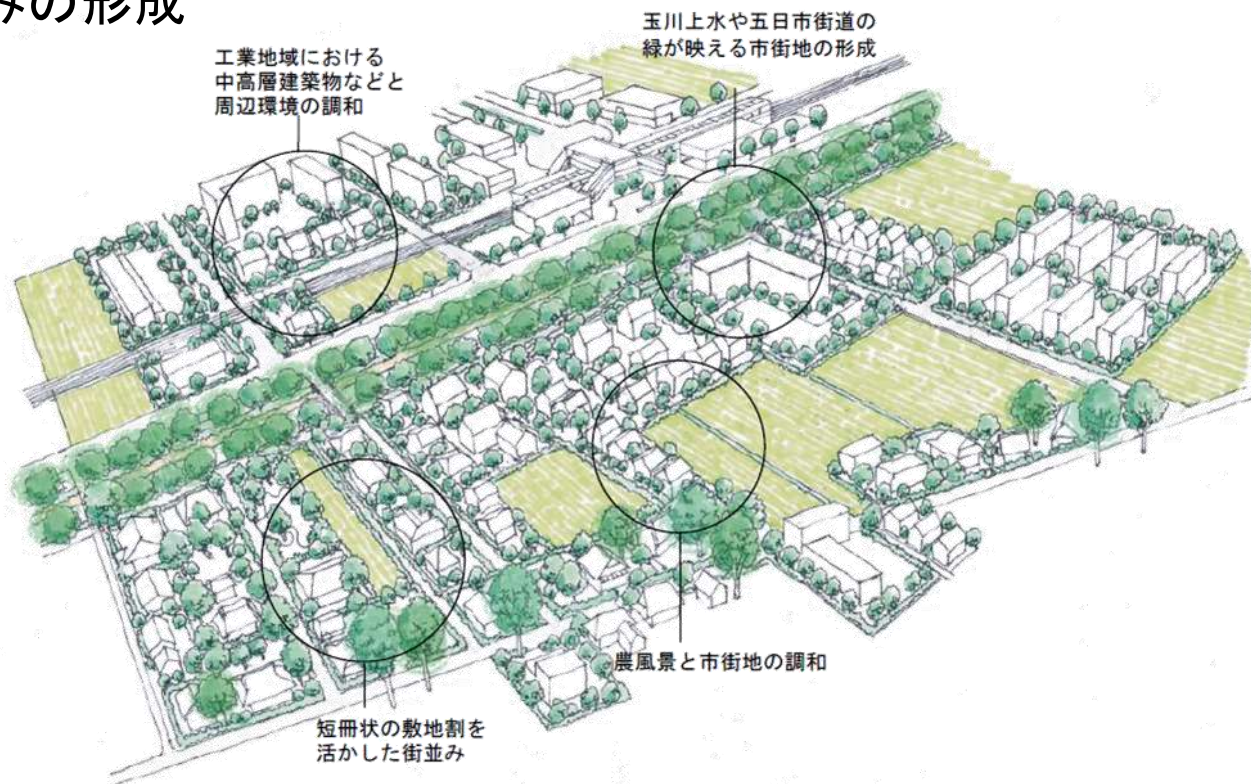 みの形成
玉川上水や五日市街道の
緑が映える市街地の形成
工業地域における
中高層建築物などと
周辺環境の調和
農風景と市街地の調和
短冊状の敷地割を
活かした街並み